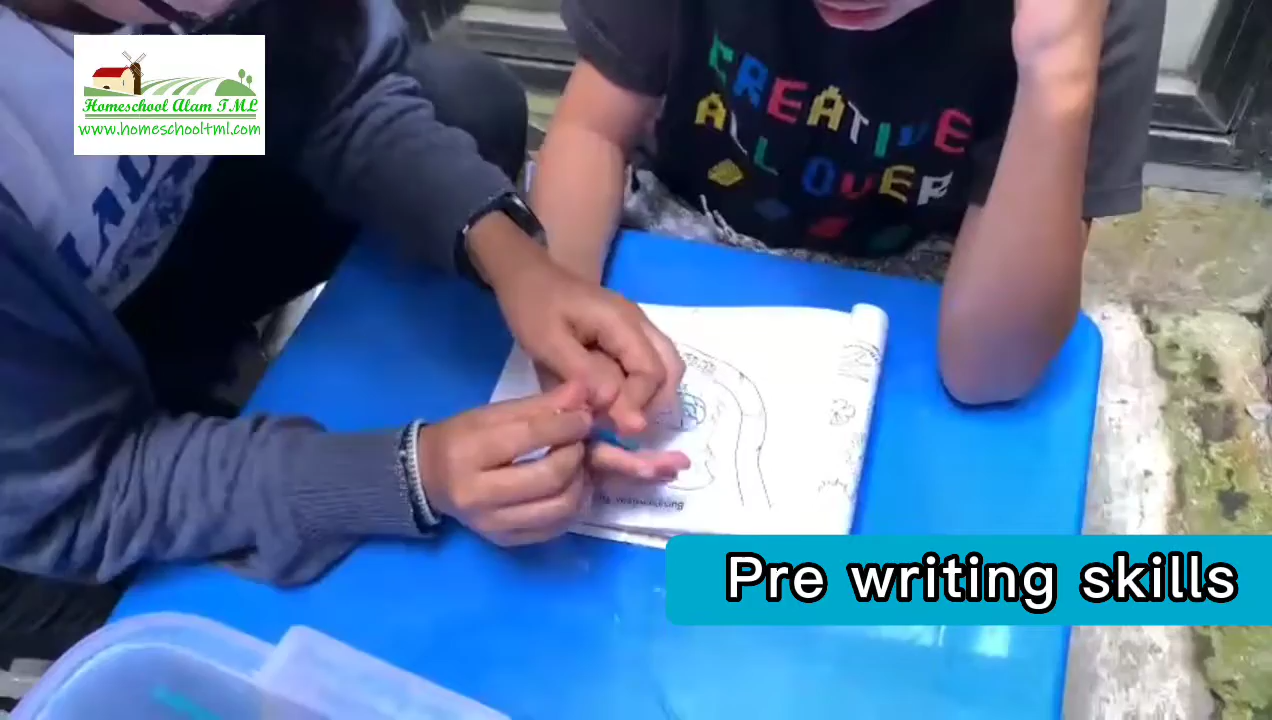 Homeschool Alam TML
www.homeschooltml.com
CREATIVE
ALL OVER
Pre writing skills